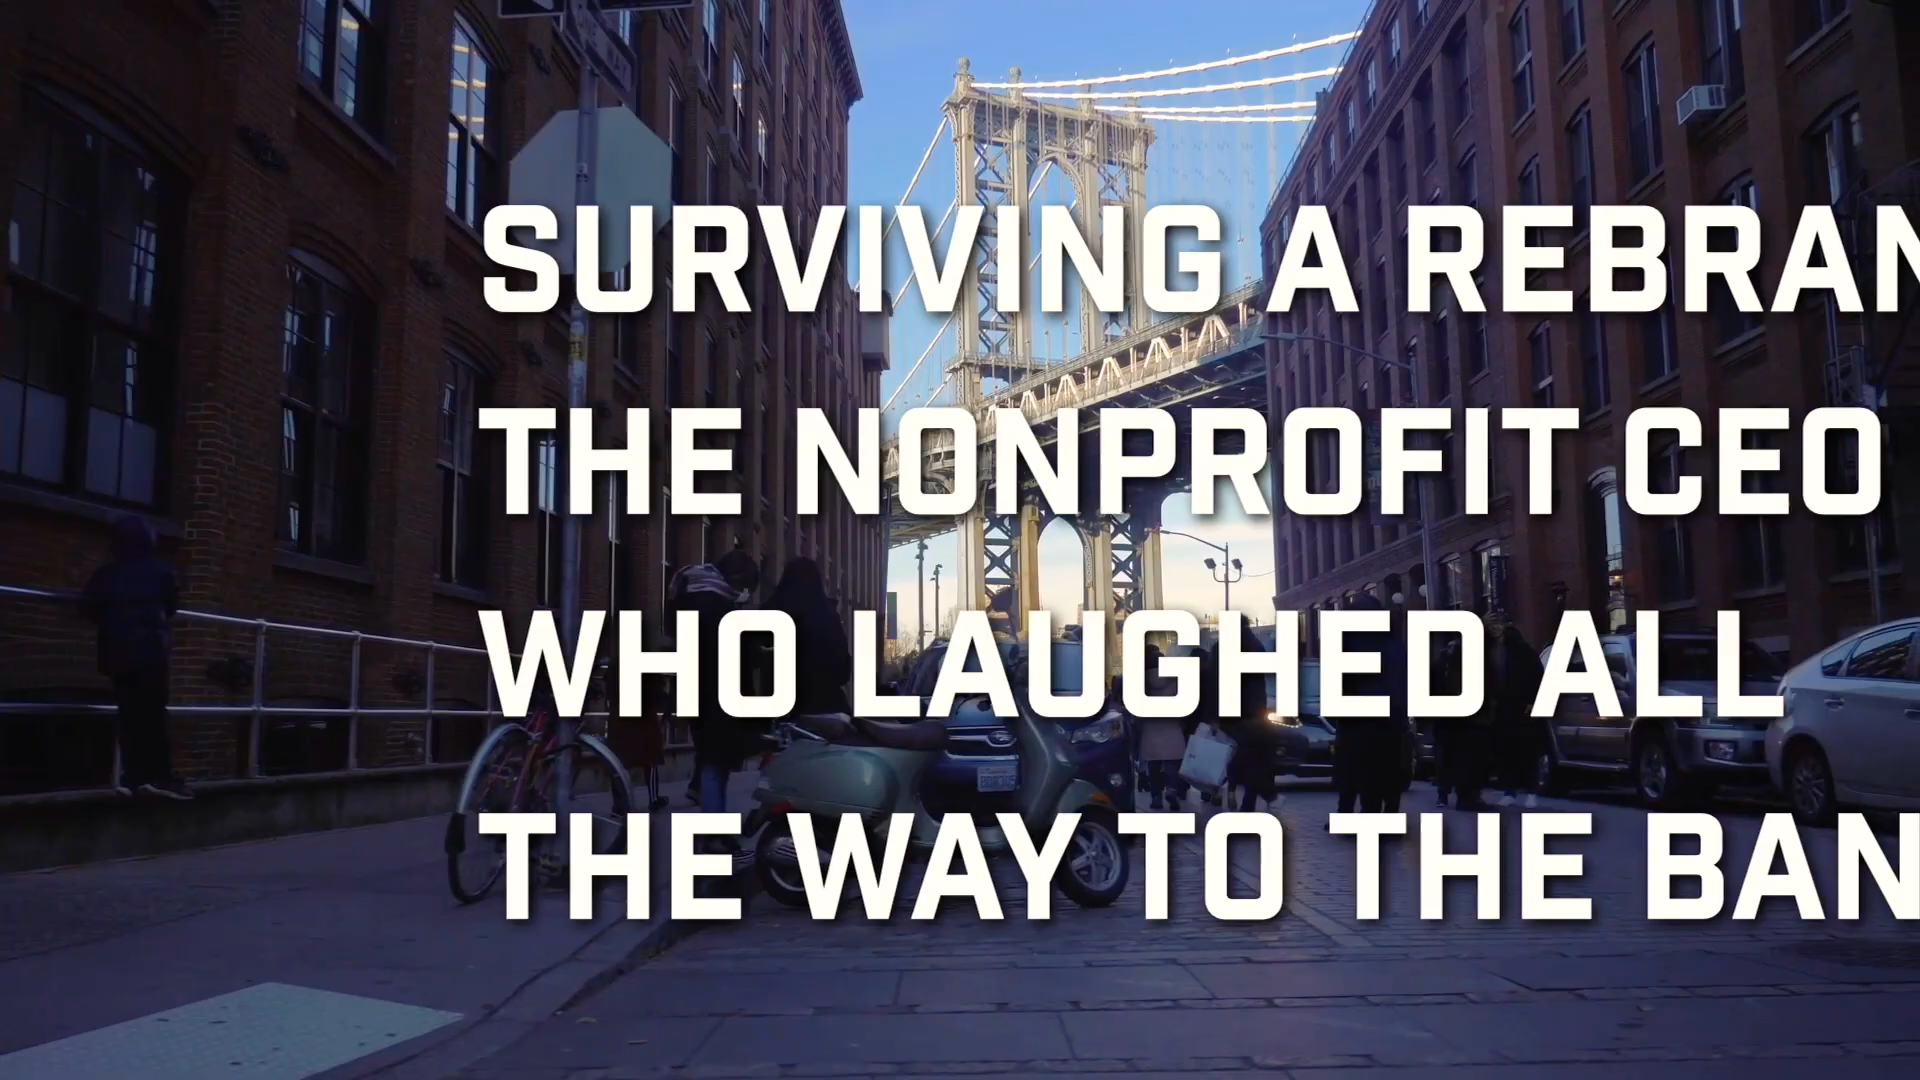 SURVIVING A REBRAN
THE NONPROFIT CEO
WHO LAUGHED ALL
THE WAY TO THE BAN